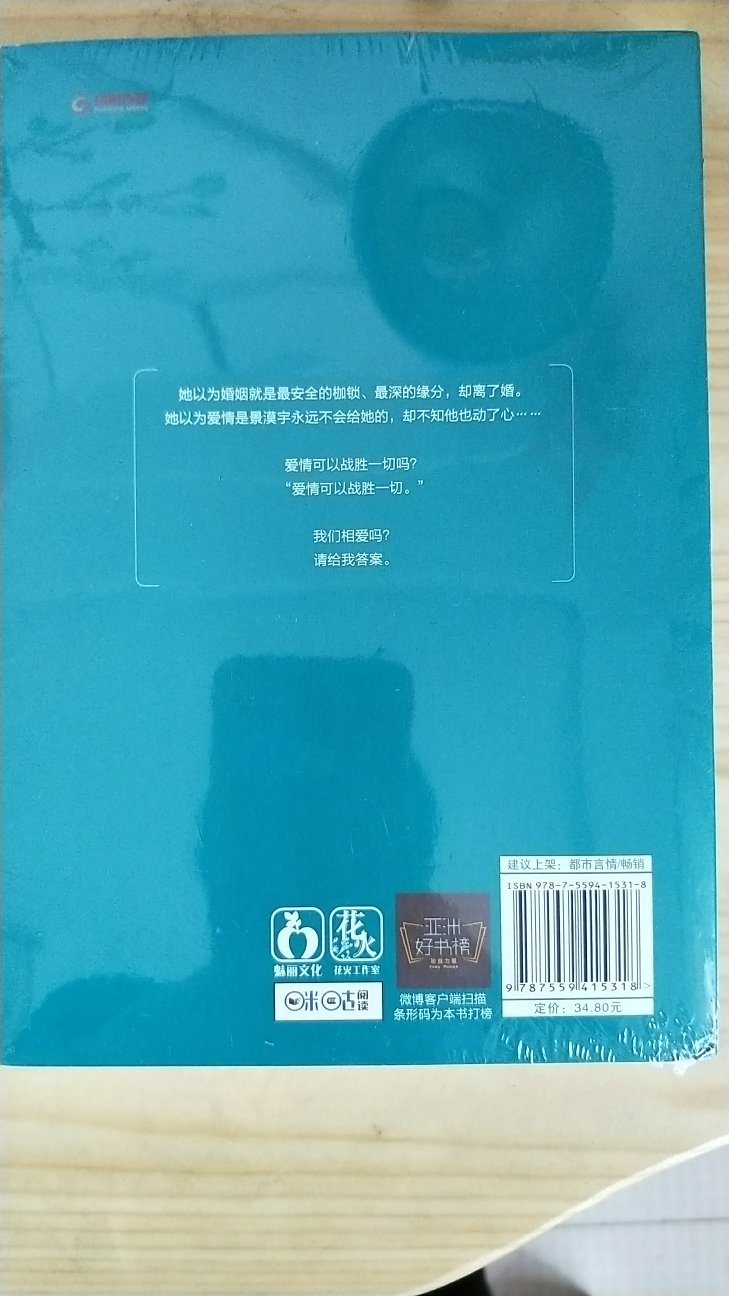 她以为婚姻就是最安全的枷锁、最深的缘分，却离了婚。
她以为爱情是景漠宇永远不会给她的，却不知他也动了心……
爱情可以战胜一切吗？
“爱情可以战胜一切。”
我们相爱吗？
请给我答案。
建议上架：都市言情/畅销
ISBN 978-7-5594-1531-8
9 787559 415318 >
定价：34.80元
魅丽文化
花火
花火工作室
亚洲
好书榜
咪咕阅读
微博客户端扫描
条形码为本书打榜